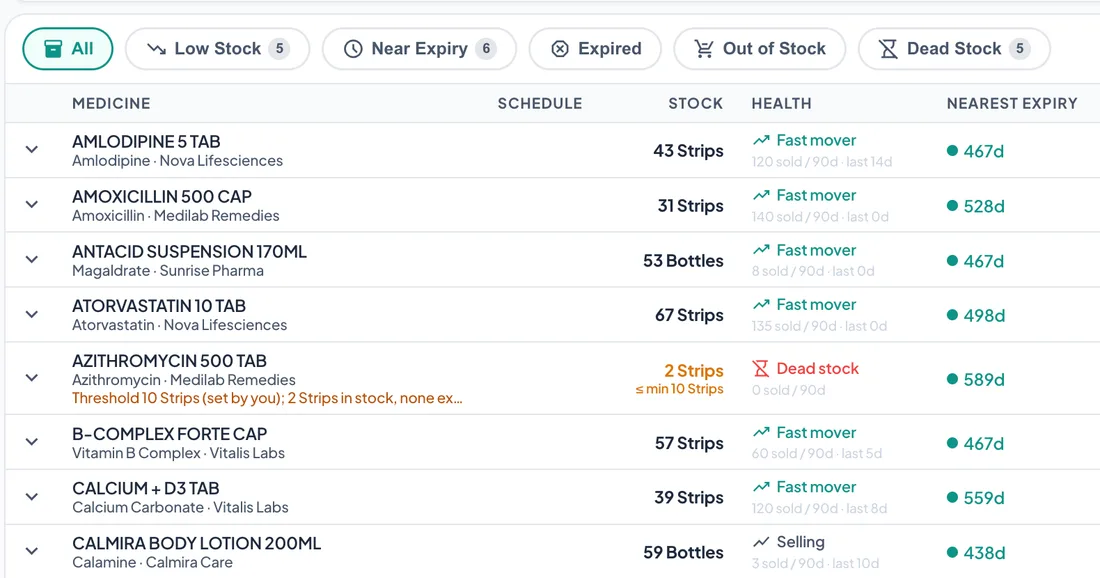 All Low Stock 5 Near Expiry 6 Expired Out of Stock Dead Stock 5
MEDICINE SCHEDULE STOCK HEALTH NEAREST EXPIRY
AMLODIPINE 5 TAB 43 Strips Fast mover 467d
Amlodipine · Nova Lifesciences 120 sold / 90d · last 14d
AMOXICILLIN 500 CAP 31 Strips Fast mover 528d
Amoxicillin · Medilab Remedies 140 sold / 90d · last 0d
ANTACID SUSPENSION 170ML 53 Bottles Fast mover 467d
Magaldrate · Sunrise Pharma 8 sold / 90d · last 0d
ATORVASTATIN 10 TAB 67 Strips Fast mover 498d
Atorvastatin · Nova Lifesciences 135 sold / 90d · last 0d
AZITHROMYCIN 500 TAB 2 Strips Dead stock 589d
Azithromycin · Medilab Remedies ≤ min 10 Strips 0 sold / 90d
Threshold 10 Strips (set by you); 2 Strips in stock, none ex…
B-COMPLEX FORTE CAP 57 Strips Fast mover 467d
Vitamin B Complex · Vitalis Labs 60 sold / 90d · last 5d
CALCIUM + D3 TAB 39 Strips Fast mover 559d
Calcium Carbonate · Vitalis Labs 120 sold / 90d · last 8d
CALMIRA BODY LOTION 200ML 59 Bottles Selling 438d
Calamine · Calmira Care 3 sold / 90d · last 10d